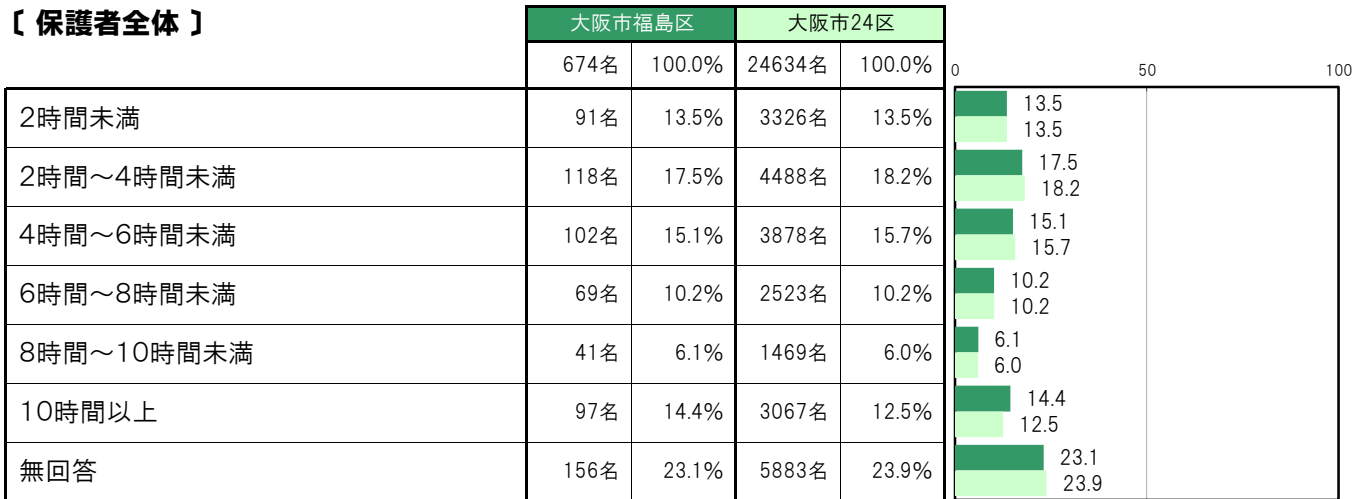 〔 保護者全体 〕
大阪市福島区 大阪市24区
674名 100.0% 24634名 100.0%
0 50 100
2時間未満 91名 13.5% 3326名 13.5%
13.5
13.5
2時間～4時間未満 118名 17.5% 4488名 18.2%
17.5
18.2
4時間～6時間未満 102名 15.1% 3878名 15.7%
15.1
15.7
6時間～8時間未満 69名 10.2% 2523名 10.2%
10.2
10.2
8時間～10時間未満 41名 6.1% 1469名 6.0%
6.1
6.0
10時間以上 97名 14.4% 3067名 12.5%
14.4
12.5
無回答 156名 23.1% 5883名 23.9%
23.1
23.9